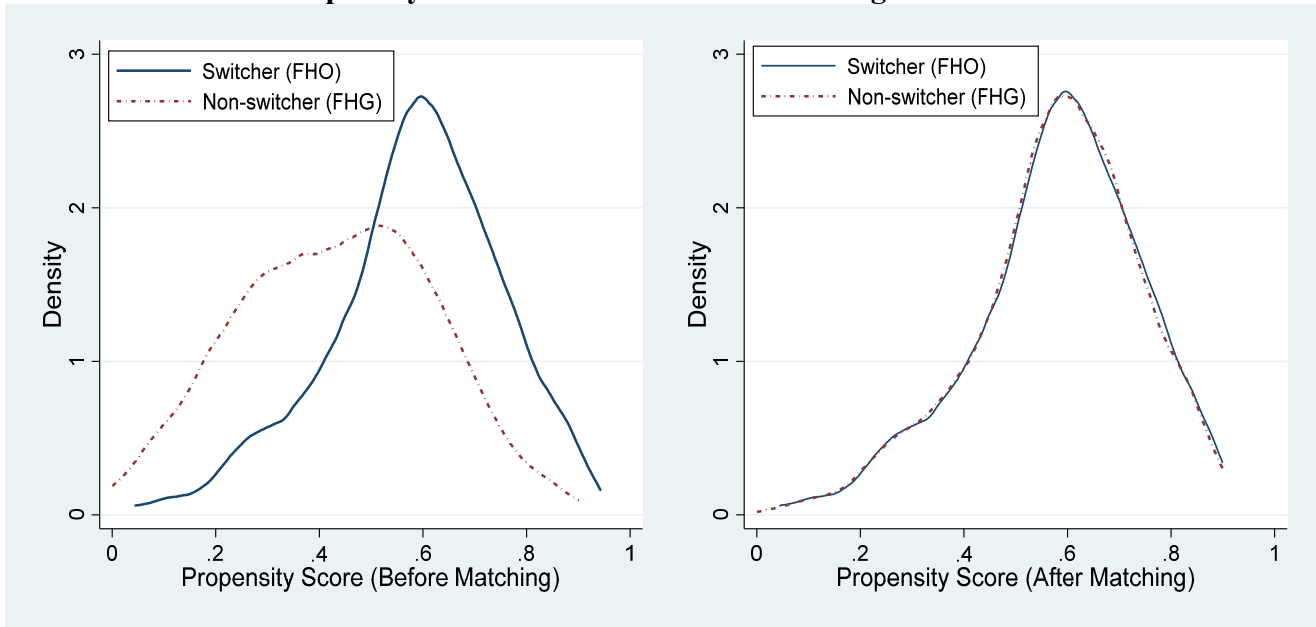 3
Switcher (FHO)
Non-switcher (FHG)
2
1
0
Density
0 .2 .4 .6 .8 1
Propensity Score (Before Matching)
3
Switcher (FHO)
Non-switcher (FHG)
2
1
0
Density
0 .2 .4 .6 .8 1
Propensity Score (After Matching)